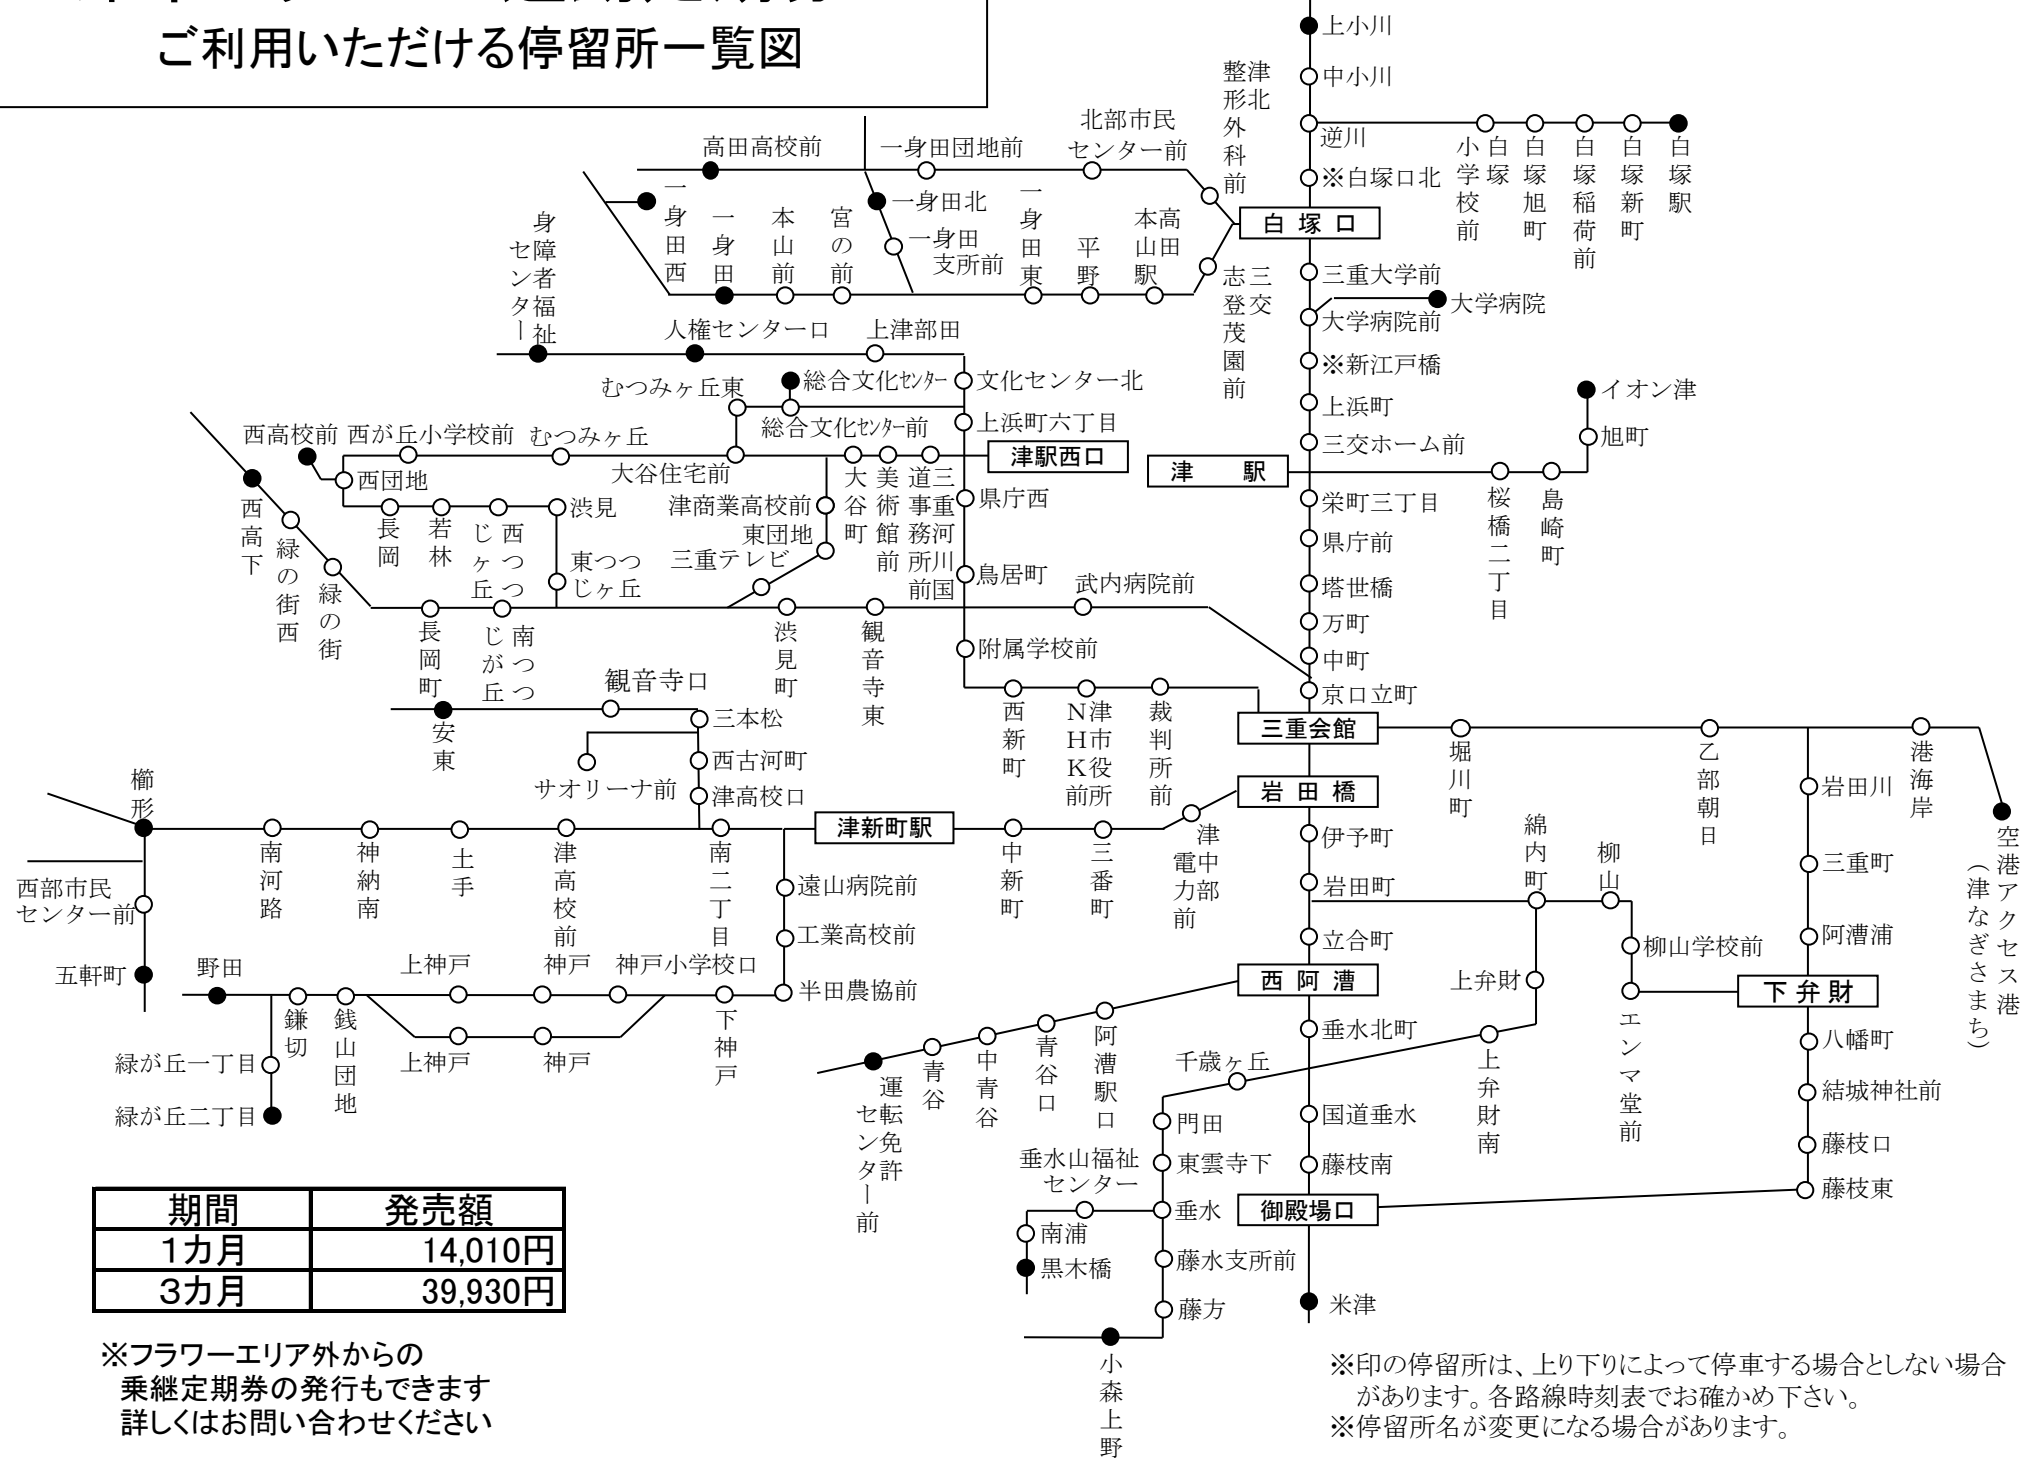 ご利用いただける停留所一覧図
上小川
中小川
逆川
※白塚口北
白塚口
三重大学前
大学病院
大学病院前
※新江戸橋
上浜町
三交ホーム前
津駅
栄町三丁目
県庁前
塔世橋
万町
中町
京口立町
三重会館
岩田橋
伊予町
岩田町
立合町
西阿漕
垂水北町
国道垂水
藤枝南
御殿場口
米津
白塚小学校前
白塚旭町
白塚稲荷前
白塚新町
白塚駅
津北整形外科前
北部市民
センター前
一身田団地前
高田高校前
一身田北
一身田
支所前
一身田西
一身田
本山前
宮の前
一身田東
平野
高田本山駅
三交志登茂園前
身障者福祉センター
人権センター口
上津部田
文化センター北
総合文化センター
むつみヶ丘東
総合文化センター前
上浜町六丁目
イオン津
旭町
桜橋二丁目
島崎町
西高校前
西が丘小学校前
むつみヶ丘
大谷住宅前
大谷町
美術館前
三重河川国道事務所前
津駅西口
西団地
長岡
若林
西つつじヶ丘
渋見
東つつ
じヶ丘
津商業高校前
東団地
三重テレビ
県庁西
鳥居町
附属学校前
西高下
緑の街西
緑の街
長岡町
南つつじが丘
渋見町
観音寺東
武内病院前
西新町
津市役所NHK前
裁判所前
観音寺口
安東
三本松
西古河町
サオリーナ前
津高校口
櫛形
南河路
神納南
土手
津高校前
南二丁目
津新町駅
中新町
三番町
中部電力津前
西部市民
センター前
五軒町
遠山病院前
工業高校前
半田農協前
野田
鎌切
銭山団地
上神戸
神戸
神戸小学校口
下神戸
上神戸
神戸
緑が丘一丁目
緑が丘二丁目
堀川町
乙部朝日
港海岸
空港アクセス港
(津なぎさまち)
岩田川
三重町
阿漕浦
下弁財
八幡町
結城神社前
藤枝口
藤枝東
綿内町
柳山
柳山学校前
エンマ堂前
上弁財
上弁財南
千歳ヶ丘
阿漕駅口
青谷口
中青谷
青谷
運転免許センター前
門田
東雲寺下
垂水
垂水山福祉
センター
南浦
黒木橋
藤水支所前
藤方
小森上野
期間 発売額
1カ月 14,010円
3カ月 39,930円
※フラワーエリア外からの
乗継定期券の発行もできます
詳しくはお問い合わせください
※印の停留所は、上り下りによって停車する場合としない場合
があります。各路線時刻表でお確かめ下さい。
※停留所名が変更になる場合があります。